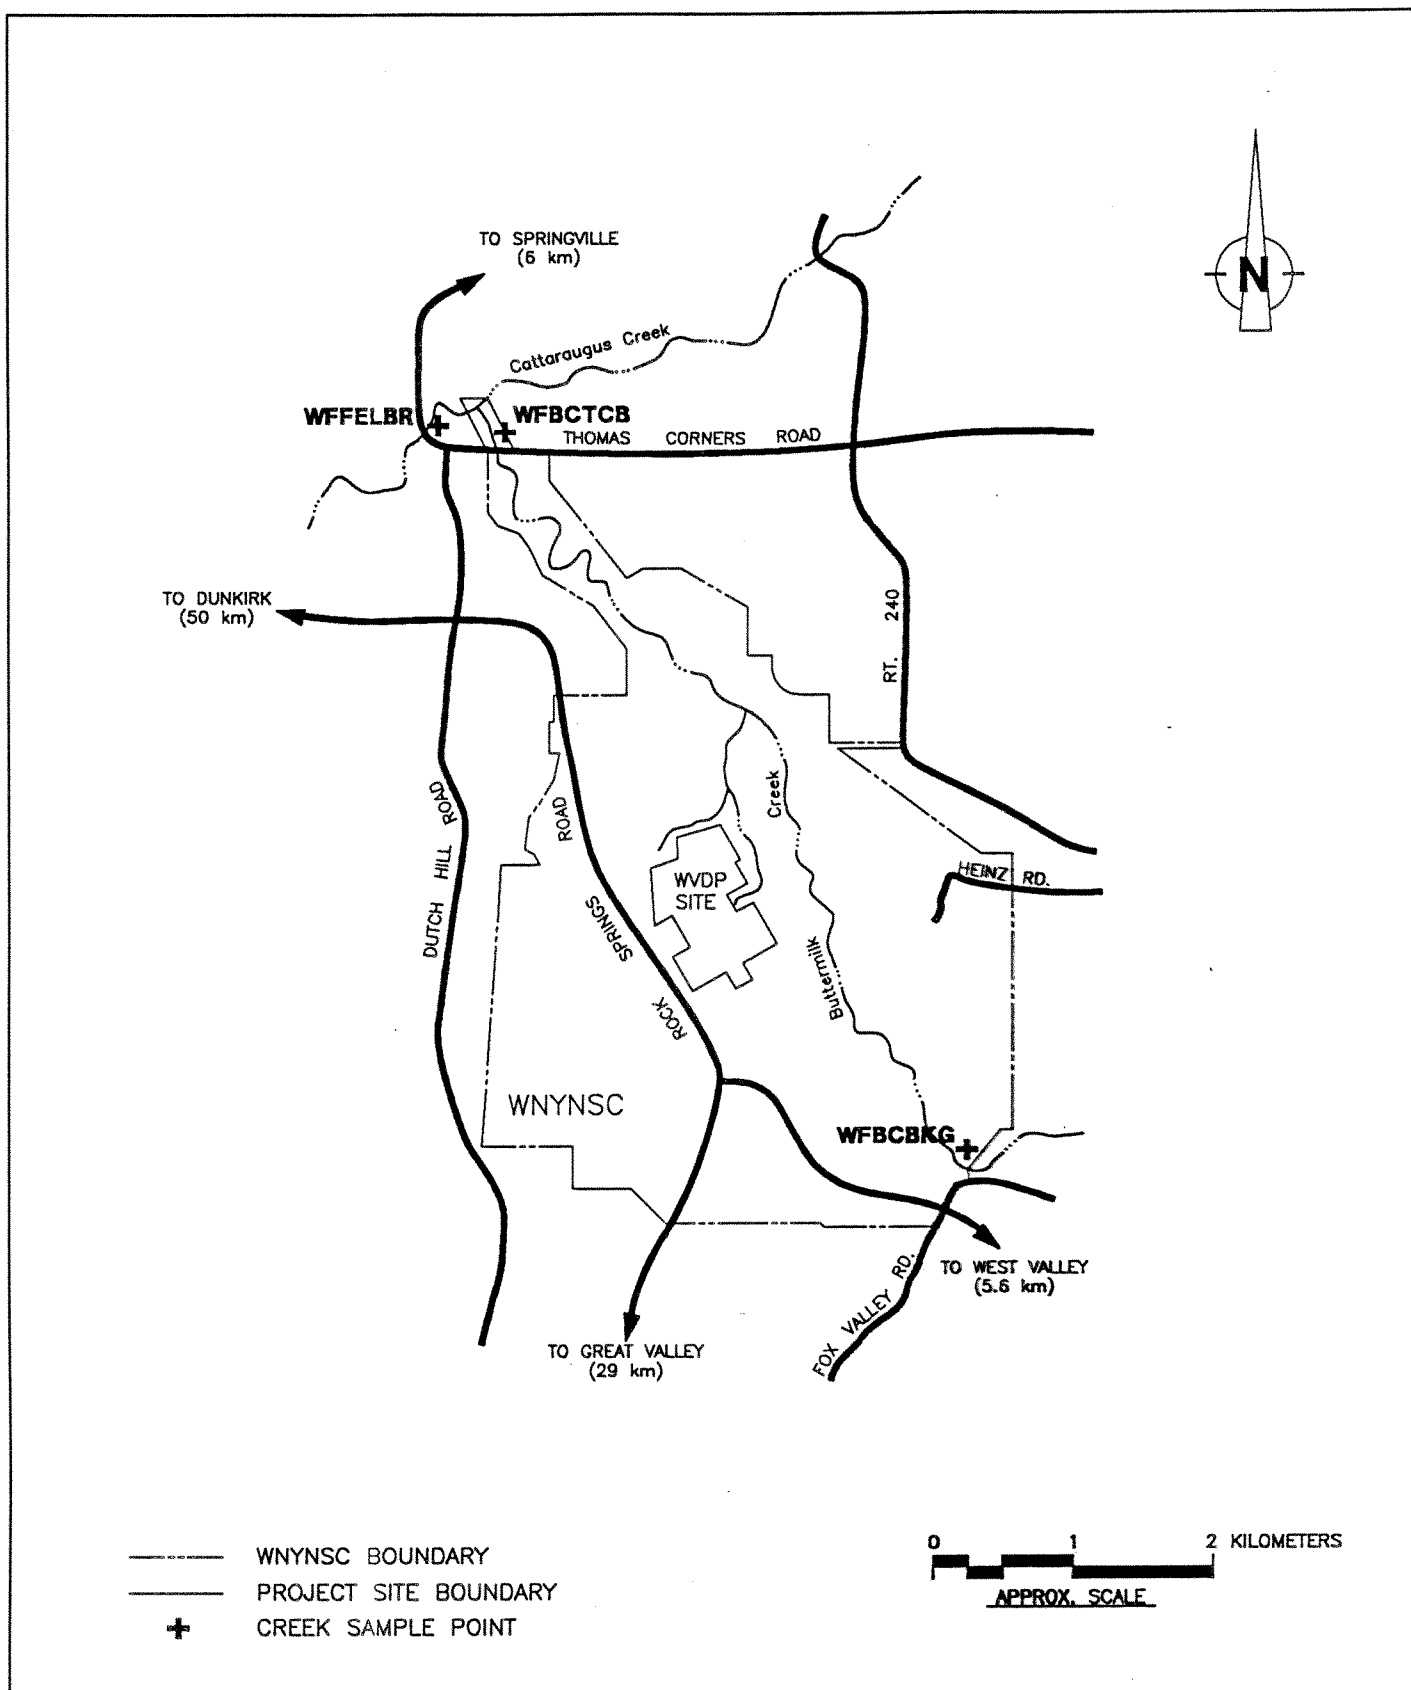 TO SPRINGVILLE
(6 km)
N
Cattaraugus Creek
WFFELBR
WFBCTCB
THOMAS CORNERS ROAD
TO DUNKIRK
(50 km)
RT. 240
DUTCH HILL ROAD
ROCK SPRINGS ROAD
Buttermilk Creek
WVDP
SITE
HEINZ RD.
WNYNSC
WFBCBKG
TO WEST VALLEY
(5.6 km)
FOX VALLEY RD.
TO GREAT VALLEY
(29 km)
WNYNSC BOUNDARY
PROJECT SITE BOUNDARY
CREEK SAMPLE POINT
0 1 2 KILOMETERS
APPROX. SCALE